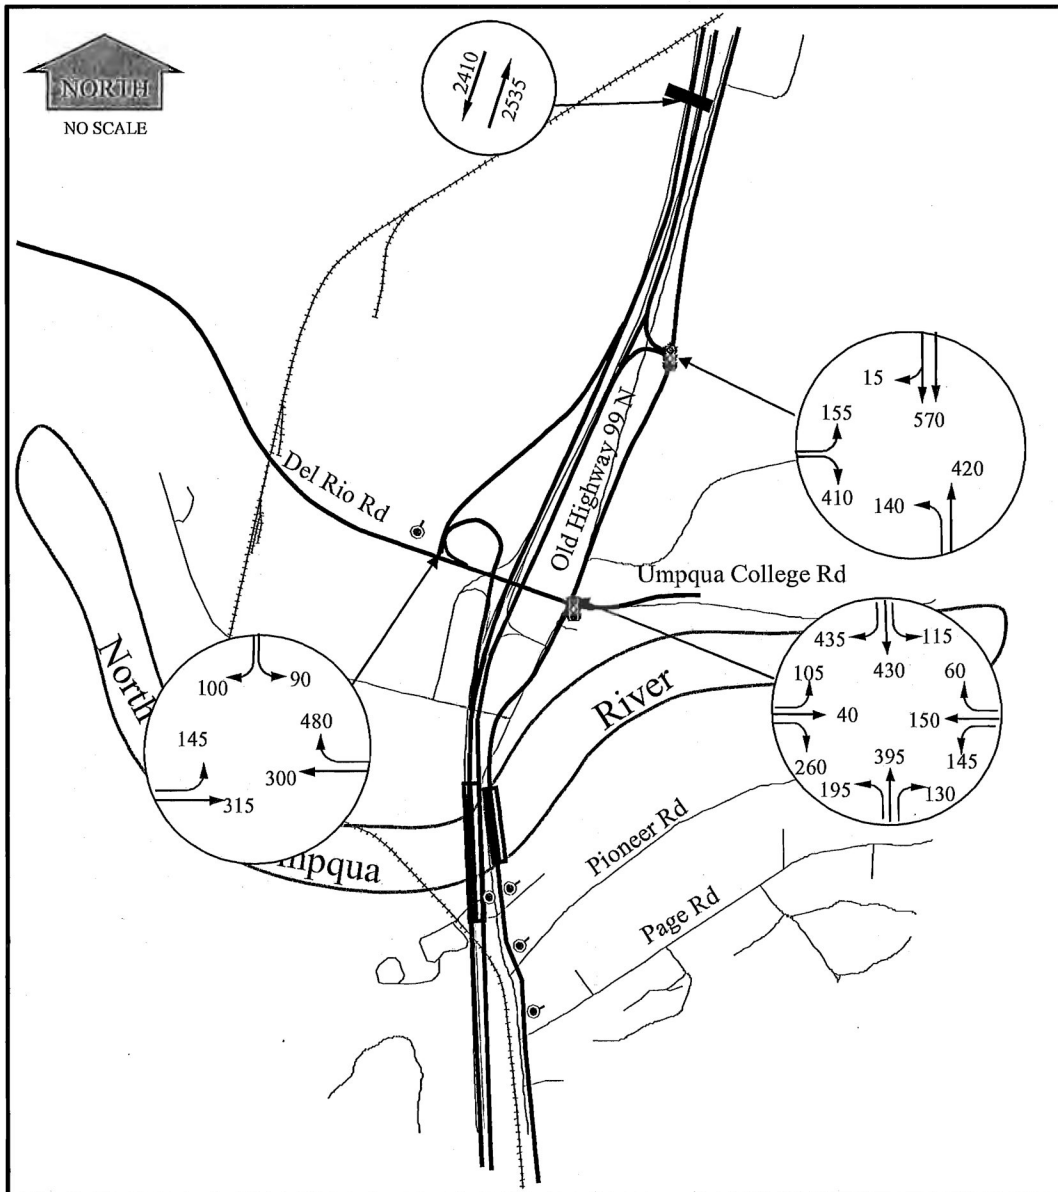 NORTH
NO SCALE
2410
2535
15
570
155
410
420
140
Old Highway 99 N
Del Rio Rd
Umpqua College Rd
435
115
430
105
60
40
150
260
145
395
195
130
North
River
100
90
145
480
300
315
mpqua
Pioneer Rd
Page Rd